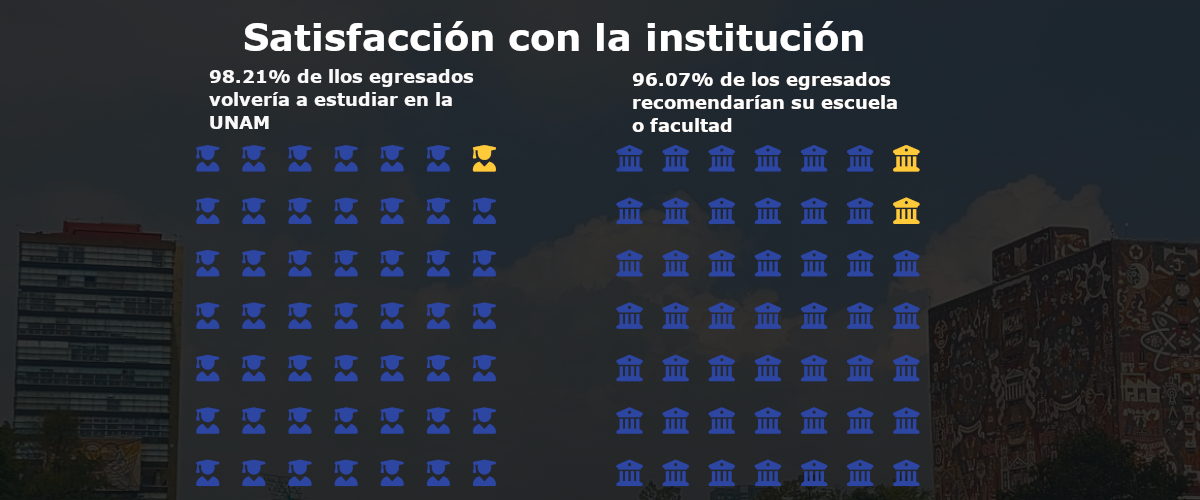 Satisfacción con la institución
98.21% de llos egresados
volvería a estudiar en la
UNAM
96.07% de los egresados
recomendarían su escuela
o facultad